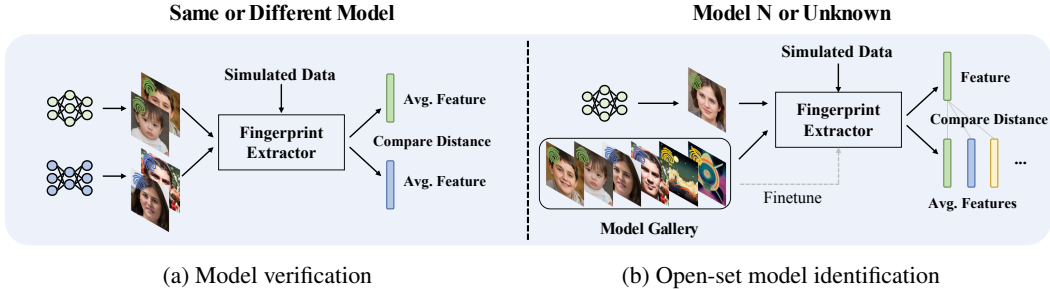 Same or Different Model
Simulated Data
Fingerprint
Extractor
Avg. Feature
Compare Distance
Avg. Feature
(a) Model verification
Model N or Unknown
Simulated Data
Fingerprint
Extractor
Feature
Compare Distance
...
Avg. Features
Finetune
Model Gallery
(b) Open-set model identification